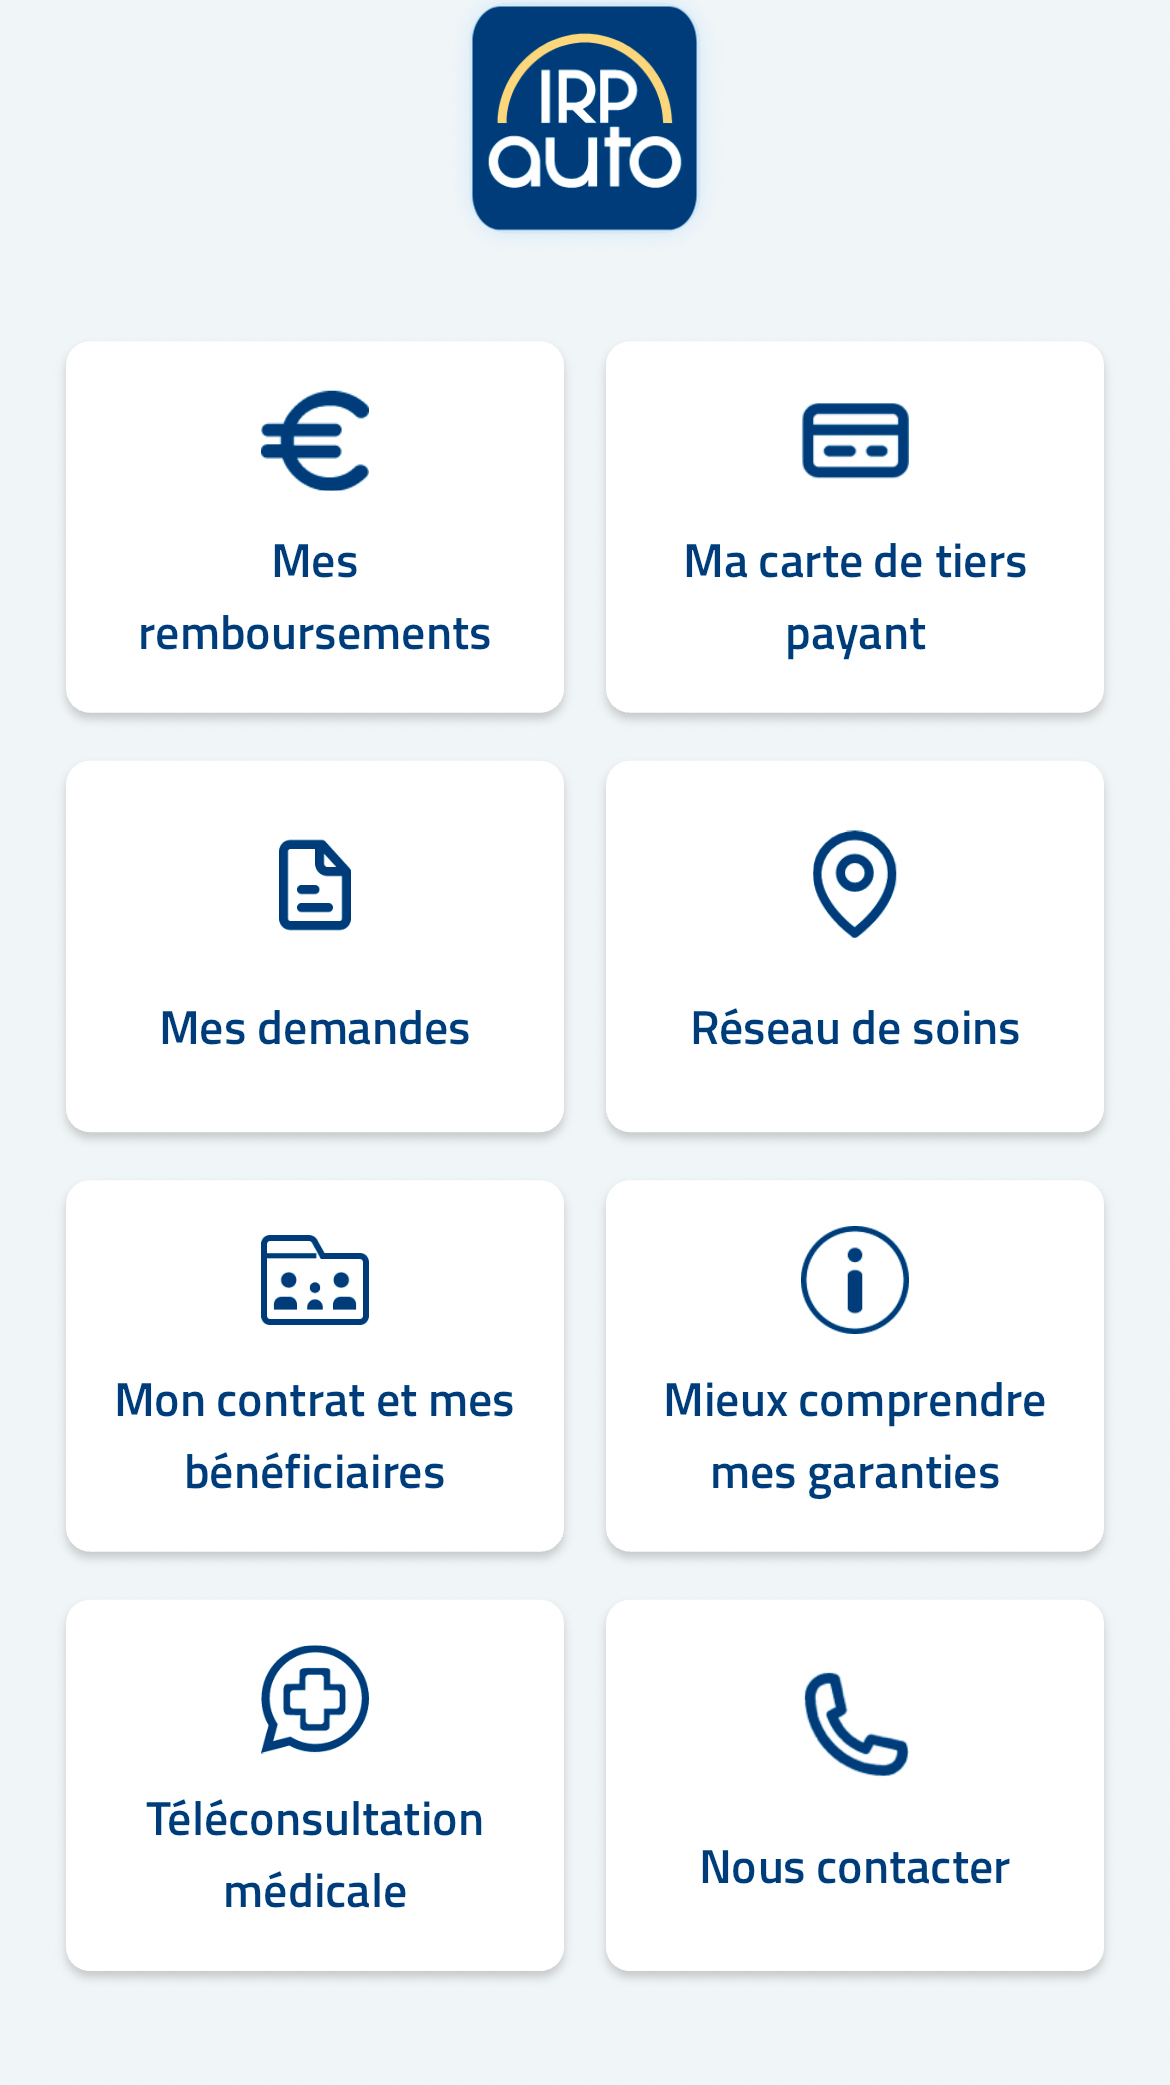 IRP
auto
Mes
remboursements
Ma carte de tiers
payant
Mes demandes
Réseau de soins
Mon contrat et mes
bénéficiaires
Mieux comprendre
mes garanties
Téléconsultation
médicale
Nous contacter